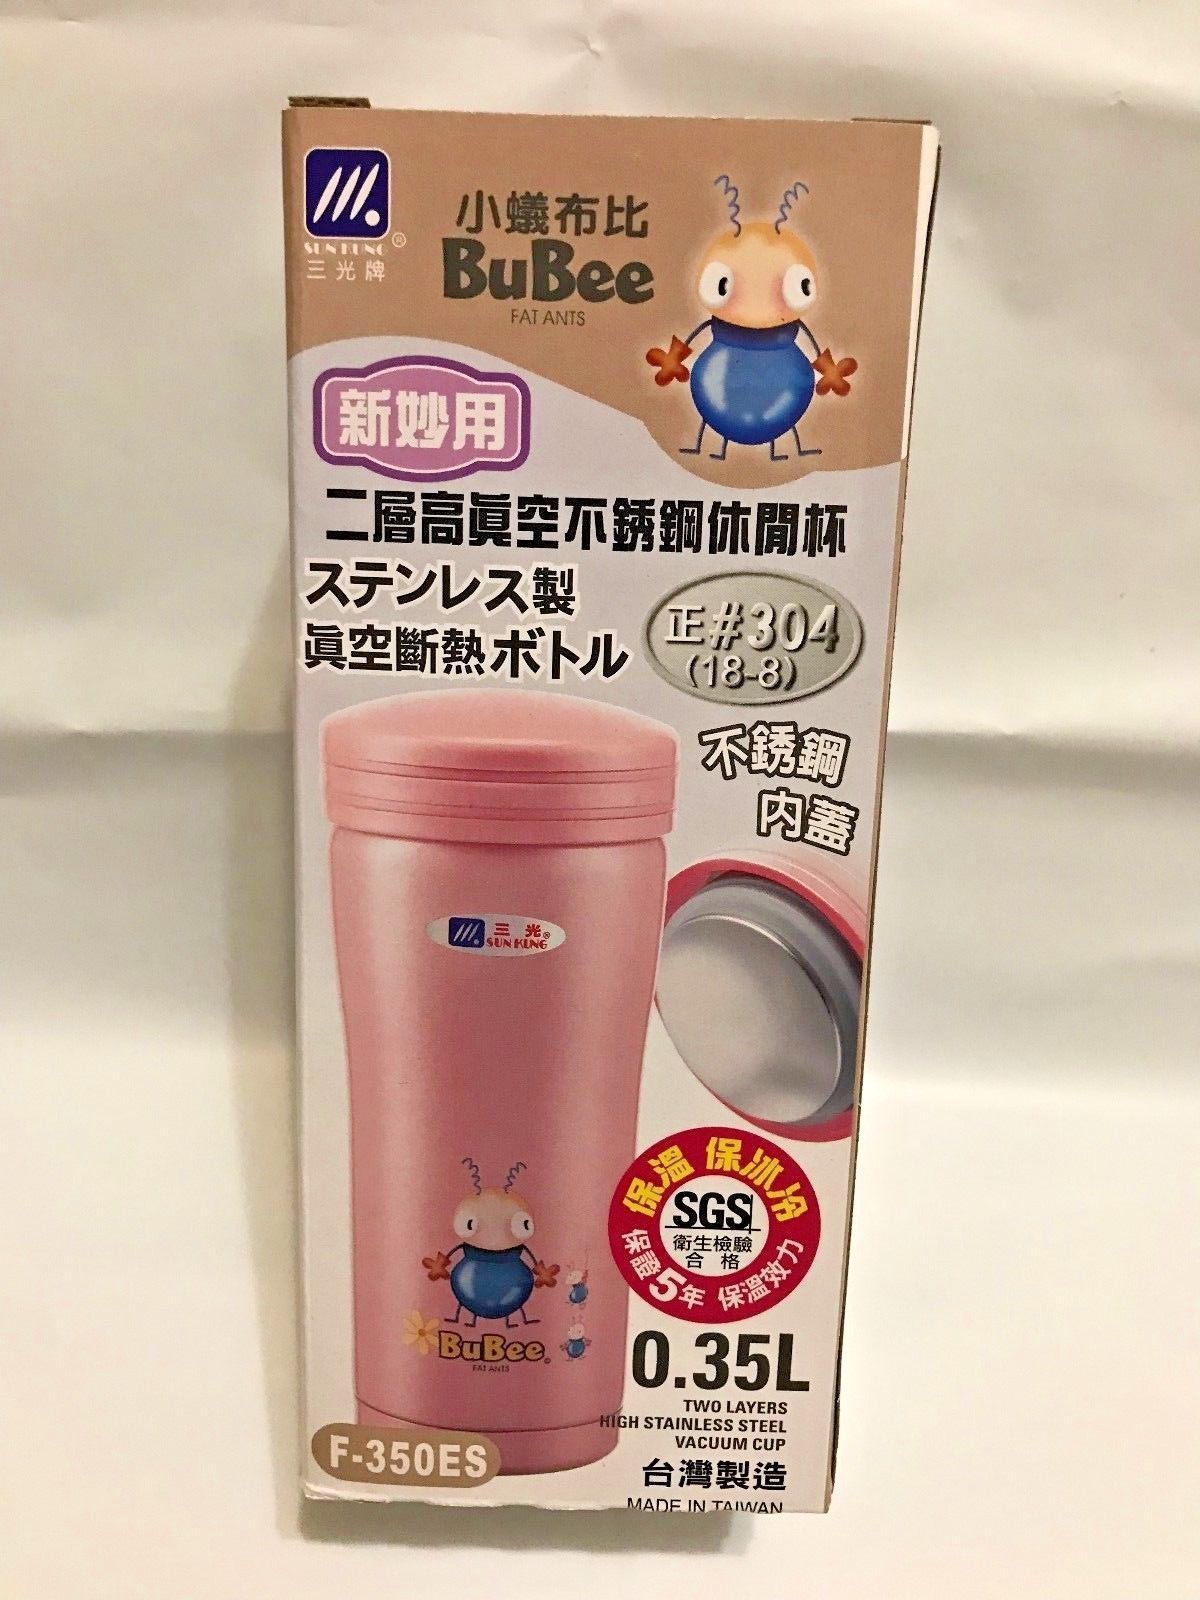 SUN KUNG®
三光牌
小蟻布比
BuBee
FAT ANTS
新妙用
二層高眞空不銹鋼休閒杯
ステンレス製
眞空斷熱ボトル
正#304
(18-8)
不銹鋼
內蓋
三光®
SUN KUNG
保溫 保冰冷
SGS
衛生檢驗
合格
保證5年 保溫效力
BuBee
FAT ANTS
0.35L
TWO LAYERS
HIGH STAINLESS STEEL
VACUUM CUP
F-350ES
台灣製造
MADE IN TAIWAN